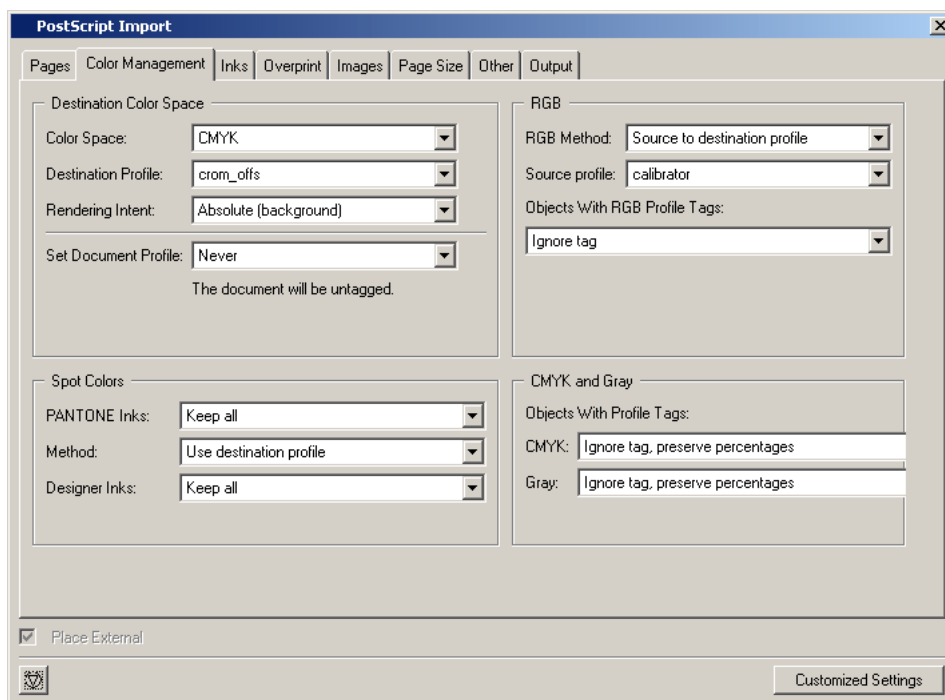 PostScript Import
Pages Color Management Inks Overprint Images Page Size Other Output
Destination Color Space
Color Space: CMYK
Destination Profile: crom_offs
Rendering Intent: Absolute (background)
Set Document Profile: Never
The document will be untagged.
RGB
RGB Method: Source to destination profile
Source profile: calibrator
Objects With RGB Profile Tags:
Ignore tag
Spot Colors
PANTONE Inks: Keep all
Method: Use destination profile
Designer Inks: Keep all
CMYK and Gray
Objects With Profile Tags:
CMYK: Ignore tag, preserve percentages
Gray: Ignore tag, preserve percentages
Place External
Customized Settings